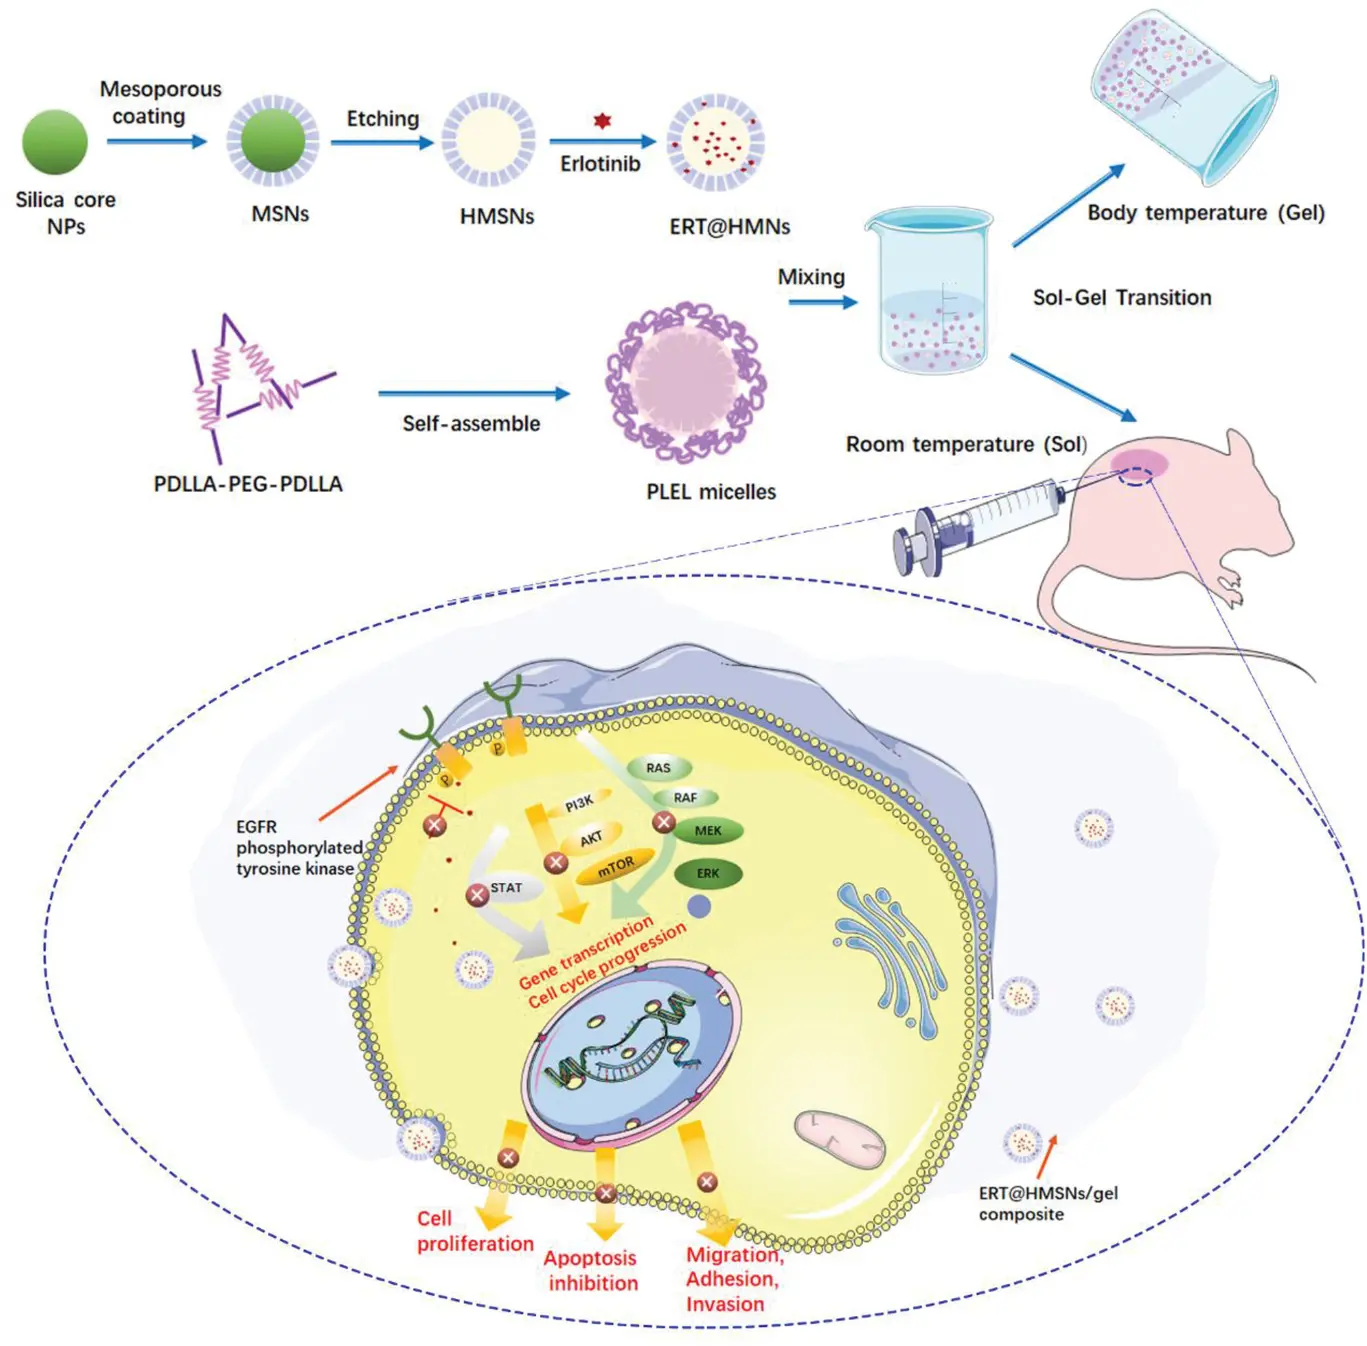 Mesoporous
coating
Etching
Erlotinib
Silica core
NPs
MSNs
HMSNs
ERT@HMNs
Body temperature (Gel)
Mixing
Sol-Gel Transition
Self-assemble
PDLLA-PEG-PDLLA
PLEL micelles
Room temperature (Sol)
P
P
EGFR
phosphorylated
tyrosine kinase
RAS
RAF
MEK
ERK
PI3K
AKT
mTOR
STAT
Gene transcription
Cell cycle progression
ERT@HMSNs/gel
composite
Cell
proliferation
Apoptosis
inhibition
Migration,
Adhesion,
Invasion